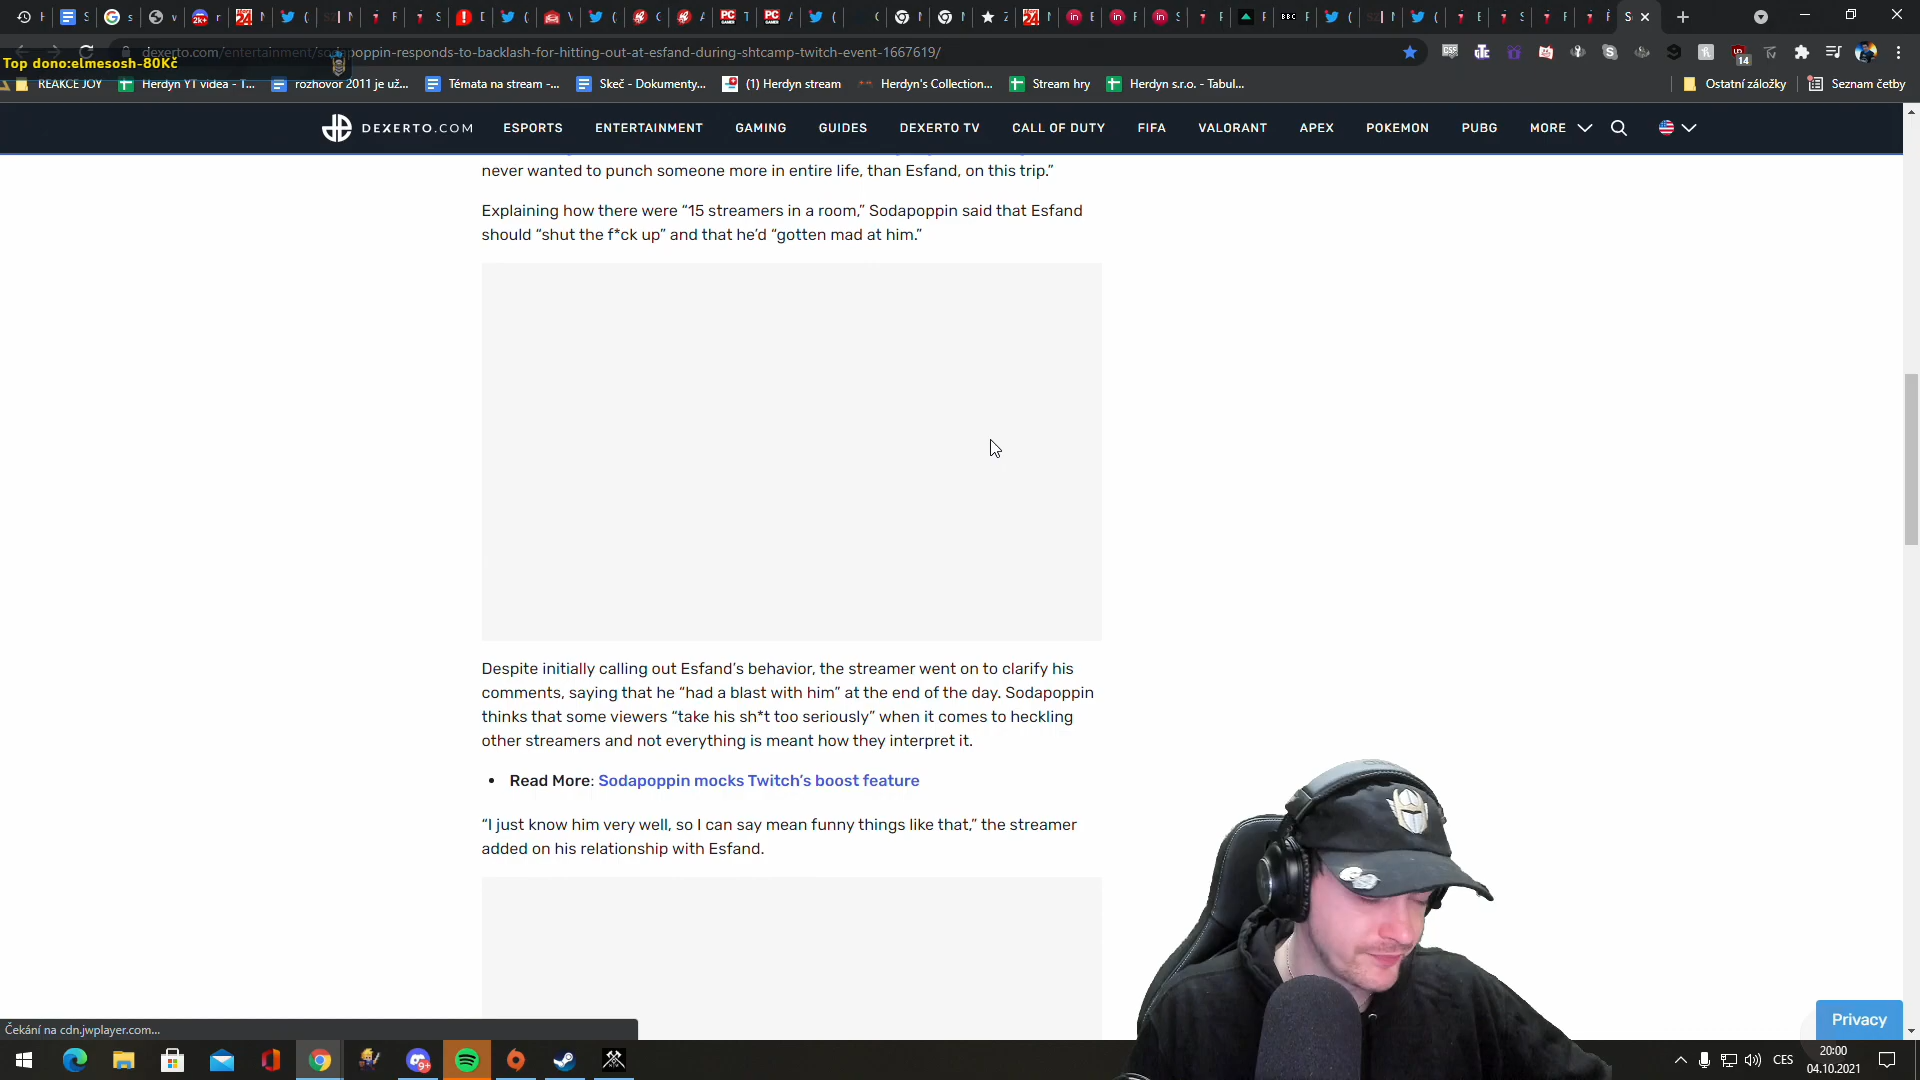 dexerto.com/entertainment/sodapoppin-responds-to-backlash-for-hitting-out-at-esfand-during-shtcamp-twitch-event-1667619/
Top dono:elmesosh-80Kč
REAKCE JOY
Herdyn YT videa - T...
rozhovor 2011 je už...
Témata na stream -...
Skeč - Dokumenty...
(1) Herdyn stream
Herdyn's Collection...
Stream hry
Herdyn s.r.o. - Tabul...
Ostatní záložky
Seznam četby
DEXERTO.COM
ESPORTS
ENTERTAINMENT
GAMING
GUIDES
DEXERTO TV
CALL OF DUTY
FIFA
VALORANT
APEX
POKEMON
PUBG
MORE
never wanted to punch someone more in entire life, than Esfand, on this trip.”
Explaining how there were “15 streamers in a room,” Sodapoppin said that Esfand
should “shut the f*ck up” and that he’d “gotten mad at him.”
Despite initially calling out Esfand’s behavior, the streamer went on to clarify his
comments, saying that he “had a blast with him” at the end of the day. Sodapoppin
thinks that some viewers “take his sh*t too seriously” when it comes to heckling
other streamers and not everything is meant how they interpret it.
• Read More: Sodapoppin mocks Twitch’s boost feature
“I just know him very well, so I can say mean funny things like that,” the streamer
added on his relationship with Esfand.
Privacy
Čekání na cdn.jwplayer.com...
CES
20:00
04.10.2021